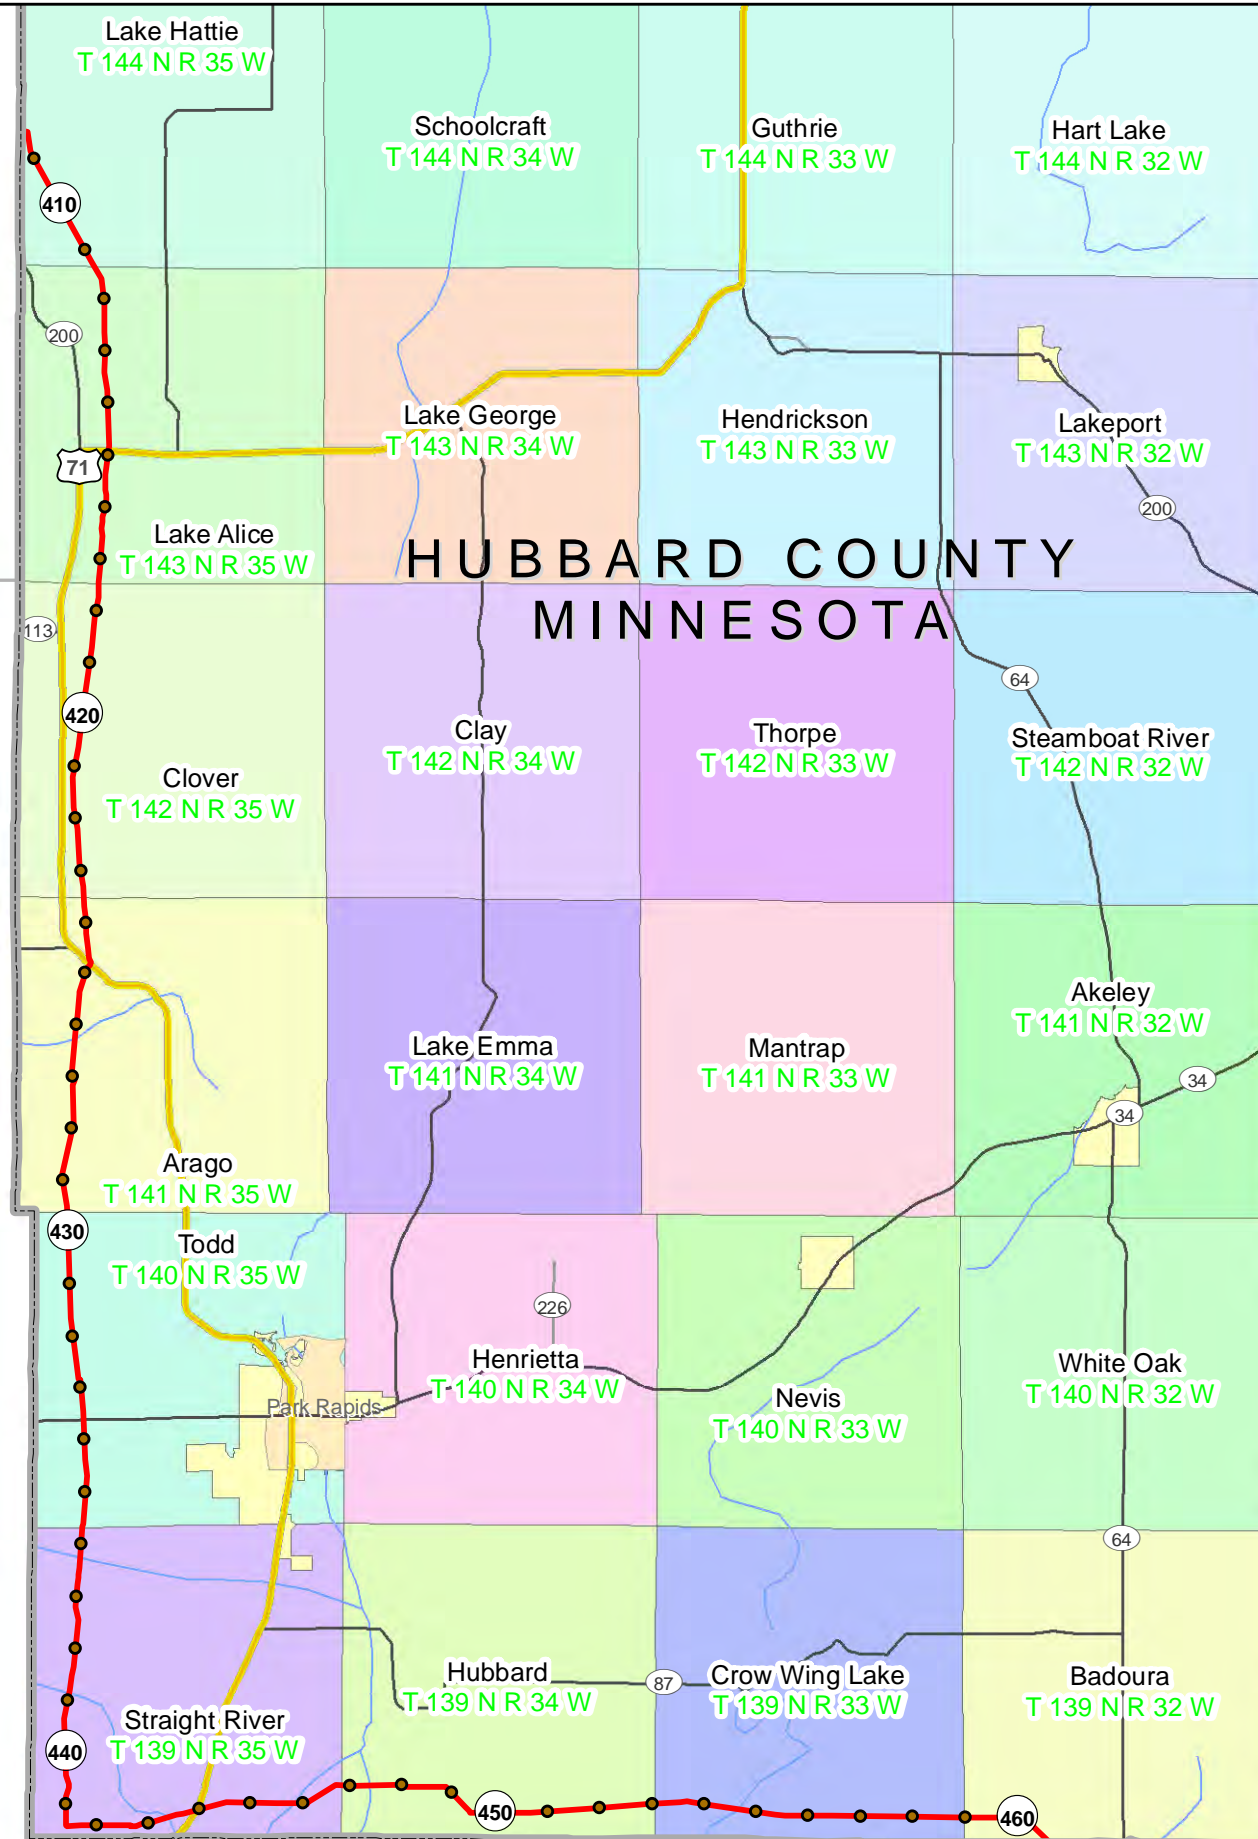 Lake Hattie
T 144 N R 35 W
Schoolcraft
T 144 N R 34 W
Guthrie
T 144 N R 33 W
Hart Lake
T 144 N R 32 W
410
200
71
Lake George
T 143 N R 34 W
Hendrickson
T 143 N R 33 W
Lakeport
T 143 N R 32 W
200
Lake Alice
T 143 N R 35 W
HUBBARD COUNTY
MINNESOTA
113
64
420
Clay
T 142 N R 34 W
Thorpe
T 142 N R 33 W
Steamboat River
T 142 N R 32 W
Clover
T 142 N R 35 W
Akeley
T 141 N R 32 W
Lake Emma
T 141 N R 34 W
Mantrap
T 141 N R 33 W
34
34
Arago
T 141 N R 35 W
430
Todd
T 140 N R 35 W
226
Henrietta
T 140 N R 34 W
White Oak
T 140 N R 32 W
Nevis
T 140 N R 33 W
Park Rapids
64
Hubbard
T 139 N R 34 W
87
Crow Wing Lake
T 139 N R 33 W
Badoura
T 139 N R 32 W
Straight River
T 139 N R 35 W
440
450
460